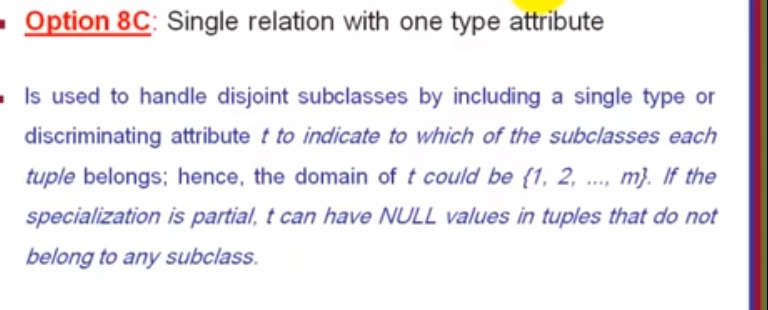 Option 8C: Single relation with one type attribute
Is used to handle disjoint subclasses by including a single type or
discriminating attribute t to indicate to which of the subclasses each
tuple belongs; hence, the domain of t could be {1, 2, ..., m}. If the
specialization is partial, t can have NULL values in tuples that do not
belong to any subclass.